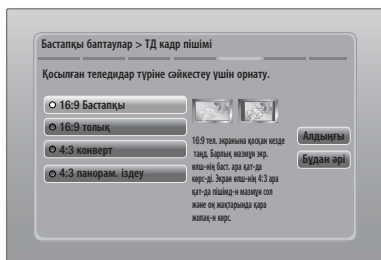 Бастапқы баптаулар > ТД кадр пішімі
Қосылған теледидар түріне сәйкестеу үшін орнату.
16:9 Бастапқы
16:9 толық
4:3 конверт
4:3 панорам. іздеу
16:9 тел. экранына қосқан кезде
таңд. Барлық мазмұн экр.
өлш-нің баст. ара қат-да
көрс-ді. Экран өлш-нің 4:3 ара
қат-да пішімд-н мазмұн сол
және оң жақтарында қара
жолақ-н көрс.
Алдыңғы
Бұдан әрі